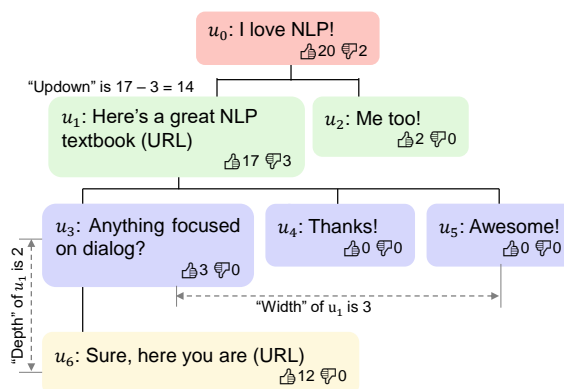 u0: I love NLP!
👍20 👎2
"Updown" is 17 – 3 = 14
u1: Here's a great NLP
textbook (URL)
👍17 👎3
u2: Me too!
👍2 👎0
u3: Anything focused
on dialog?
👍3 👎0
u4: Thanks!
👍0 👎0
u5: Awesome!
👍0 👎0
"Depth" of u1 is 2
"Width" of u1 is 3
u6: Sure, here you are (URL)
👍12 👎0